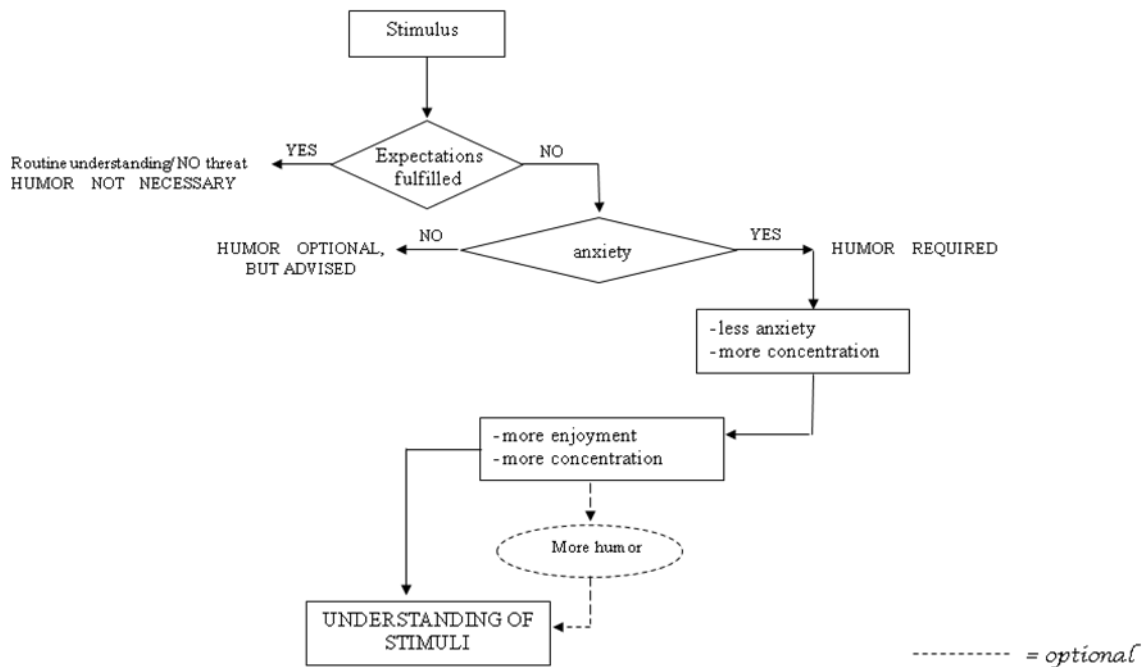 Stimulus
YES
Expectations
fulfilled
NO
Routine understanding/NO threat
HUMOR NOT NECESSARY
NO
HUMOR OPTIONAL,
BUT ADVISED
anxiety
YES
HUMOR REQUIRED
-less anxiety
-more concentration
-more enjoyment
-more concentration
More humor
UNDERSTANDING OF
STIMULI
= optional